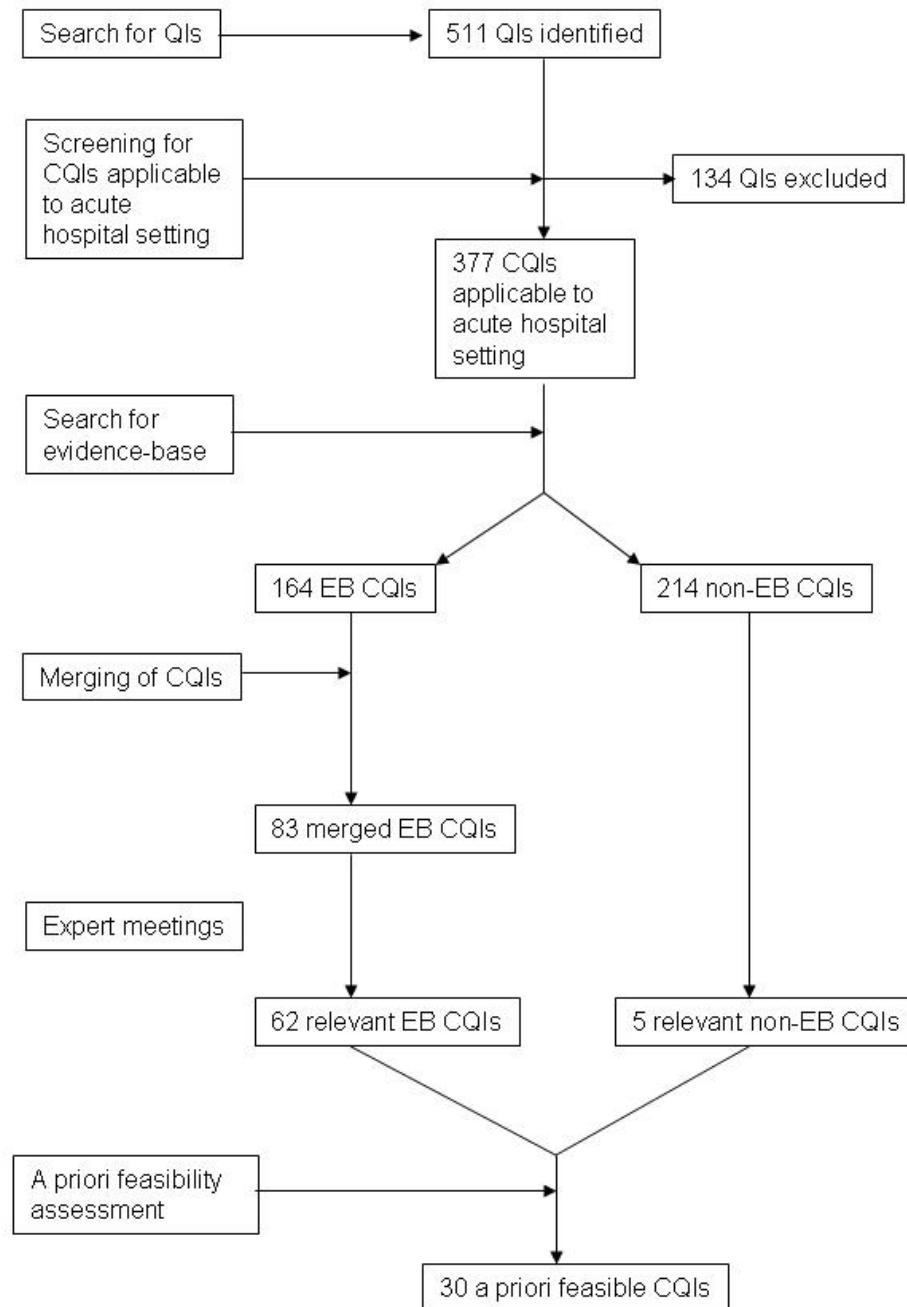 Search for QIs
511 QIs identified
Screening for
CQIs applicable
to acute
hospital setting
134 QIs excluded
377 CQIs
applicable to
acute hospital
setting
Search for
evidence-base
164 EB CQIs
214 non-EB CQIs
Merging of CQIs
83 merged EB CQIs
Expert meetings
62 relevant EB CQIs
5 relevant non-EB CQIs
A priori feasibility
assessment
30 a priori feasible CQIs